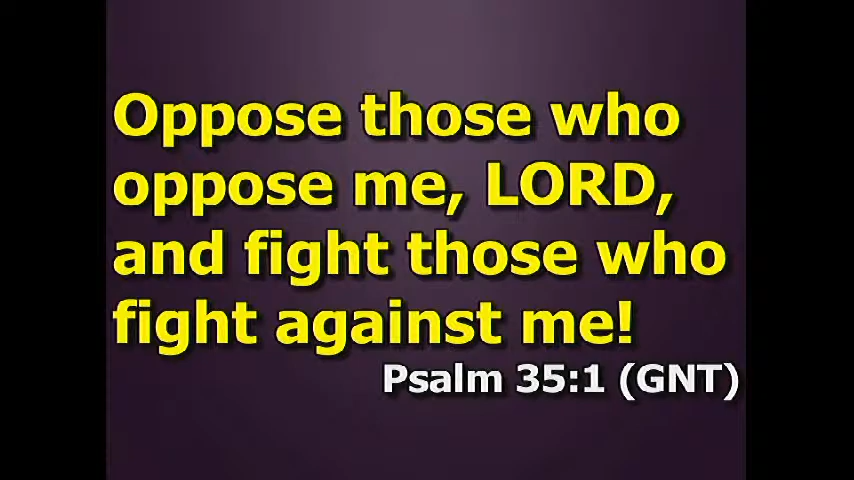 Oppose those who
oppose me, LORD,
and fight those who
fight against me!
Psalm 35:1 (GNT)